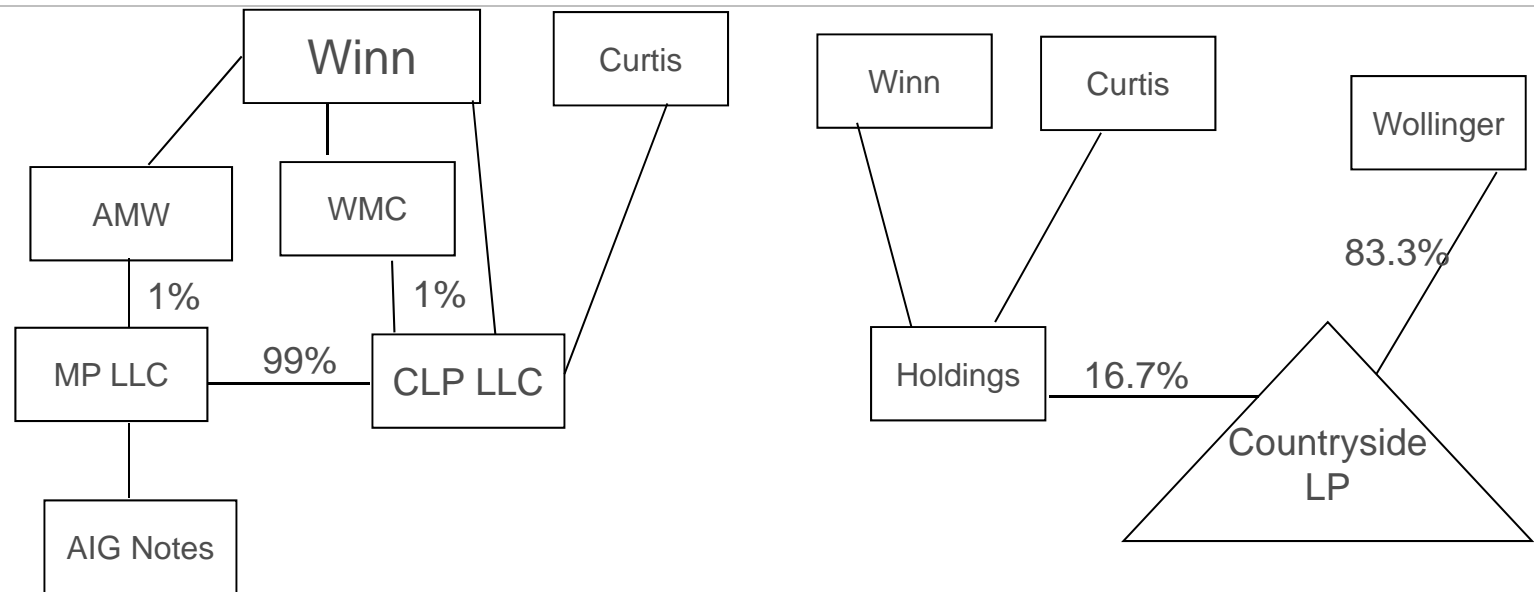 Winn
Curtis
Winn
Curtis
Wollinger
AMW
WMC
1%
1%
83.3%
MP LLC
99%
CLP LLC
Holdings
16.7%
Countryside
LP
AIG Notes